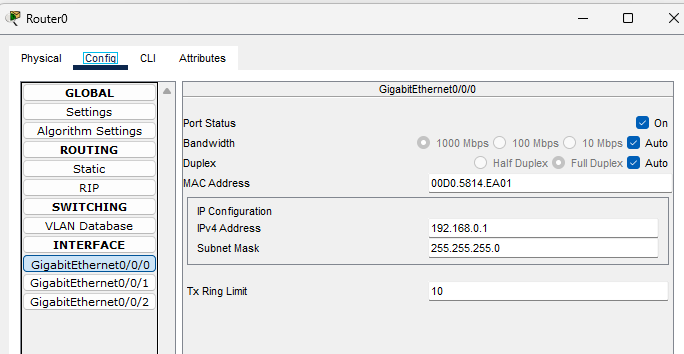 Router0
Physical Config CLI Attributes
GLOBAL
Settings
Algorithm Settings
ROUTING
Static
RIP
SWITCHING
VLAN Database
INTERFACE
GigabitEthernet0/0/0
GigabitEthernet0/0/1
GigabitEthernet0/0/2
GigabitEthernet0/0/0
Port Status On
Bandwidth 1000 Mbps 100 Mbps 10 Mbps Auto
Duplex Half Duplex Full Duplex Auto
MAC Address 00D0.5814.EA01
IP Configuration
IPv4 Address 192.168.0.1
Subnet Mask 255.255.255.0
Tx Ring Limit 10